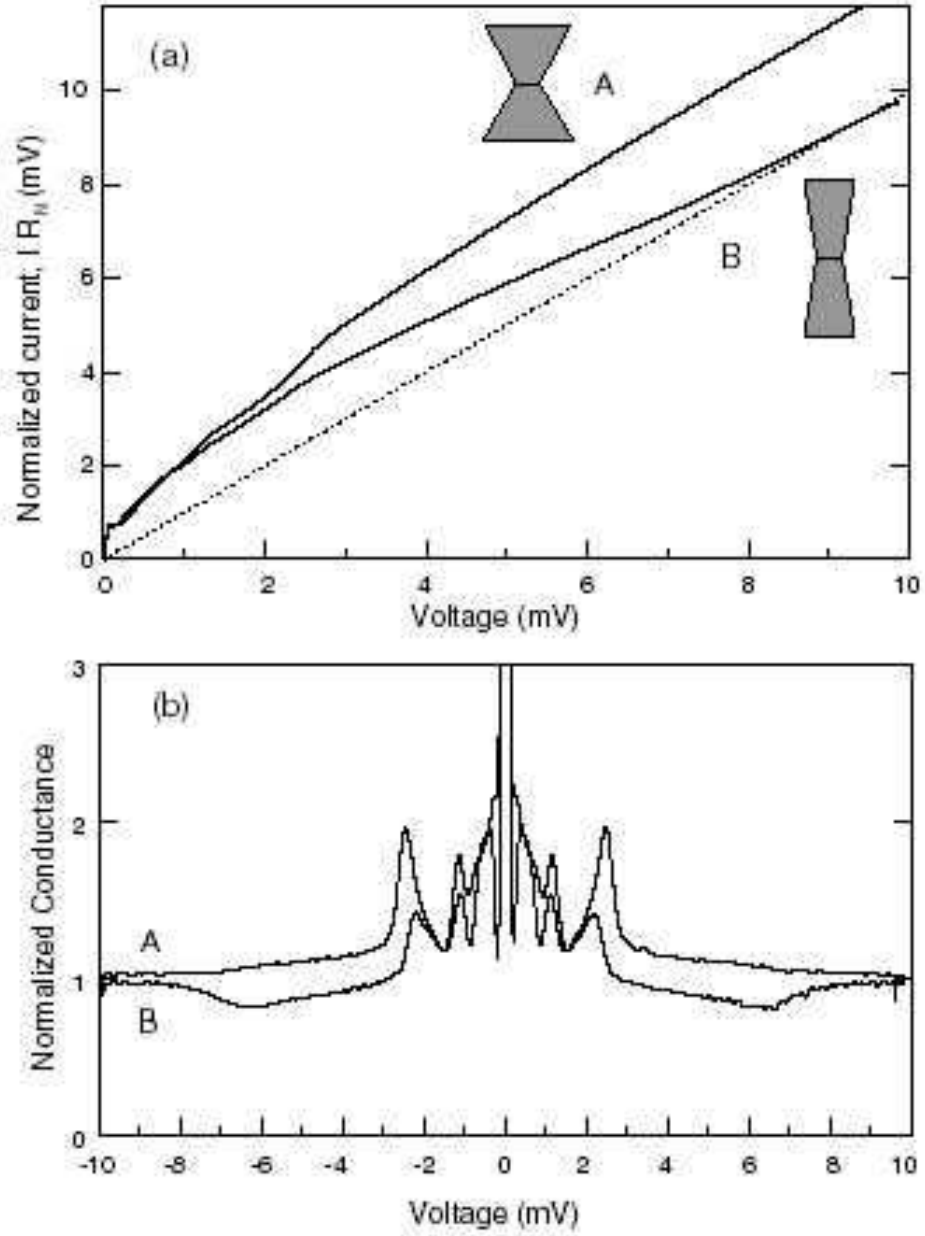 (a)
A
B
Normalized current, I R_N (mV)
10
8
6
4
2
0
0 2 4 6 8 10
Voltage (mV)
(b)
A
B
Normalized Conductance
3
2
1
0
-10 -8 -6 -4 -2 0 2 4 6 8 10
Voltage (mV)